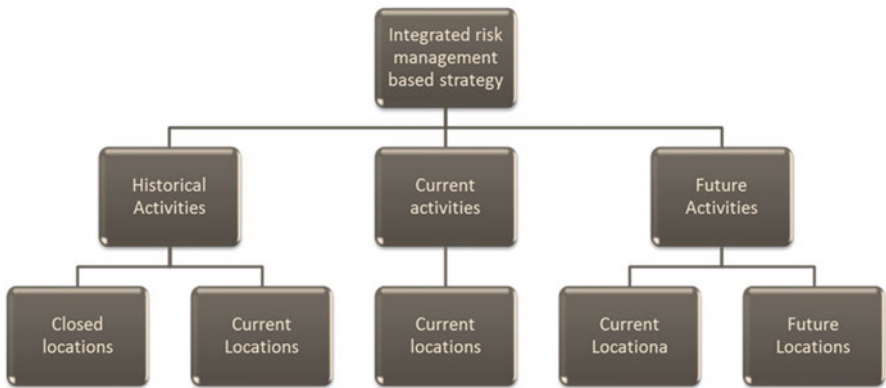 Integrated risk
management
based strategy
Historical
Activities
Current
activities
Future
Activities
Closed
locations
Current
Locations
Current
locations
Current
Locationa
Future
Locations